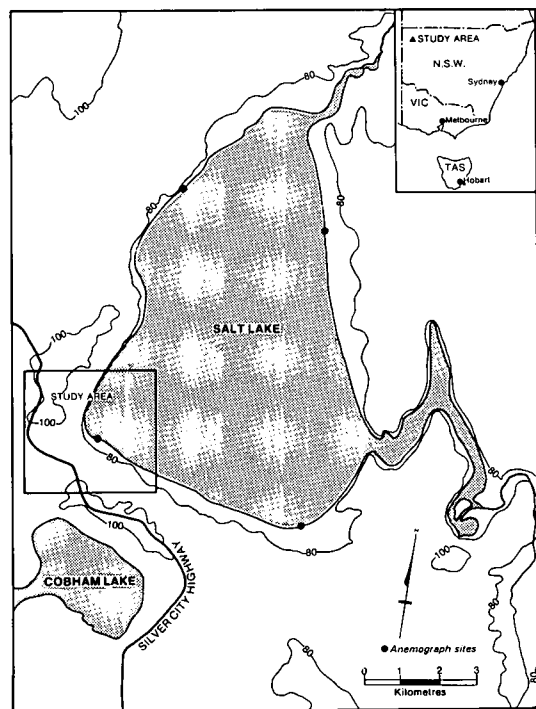 80
100
▲ STUDY AREA
N.S.W.
Sydney
VIC
Melbourne
TAS
Hobart
80
SALT LAKE
100
STUDY AREA
100
80
80
100
80
100
COBHAM LAKE
SILVER CITY HIGHWAY
80
80
N
Anemograph sites
0 1 2 3
Kilometres